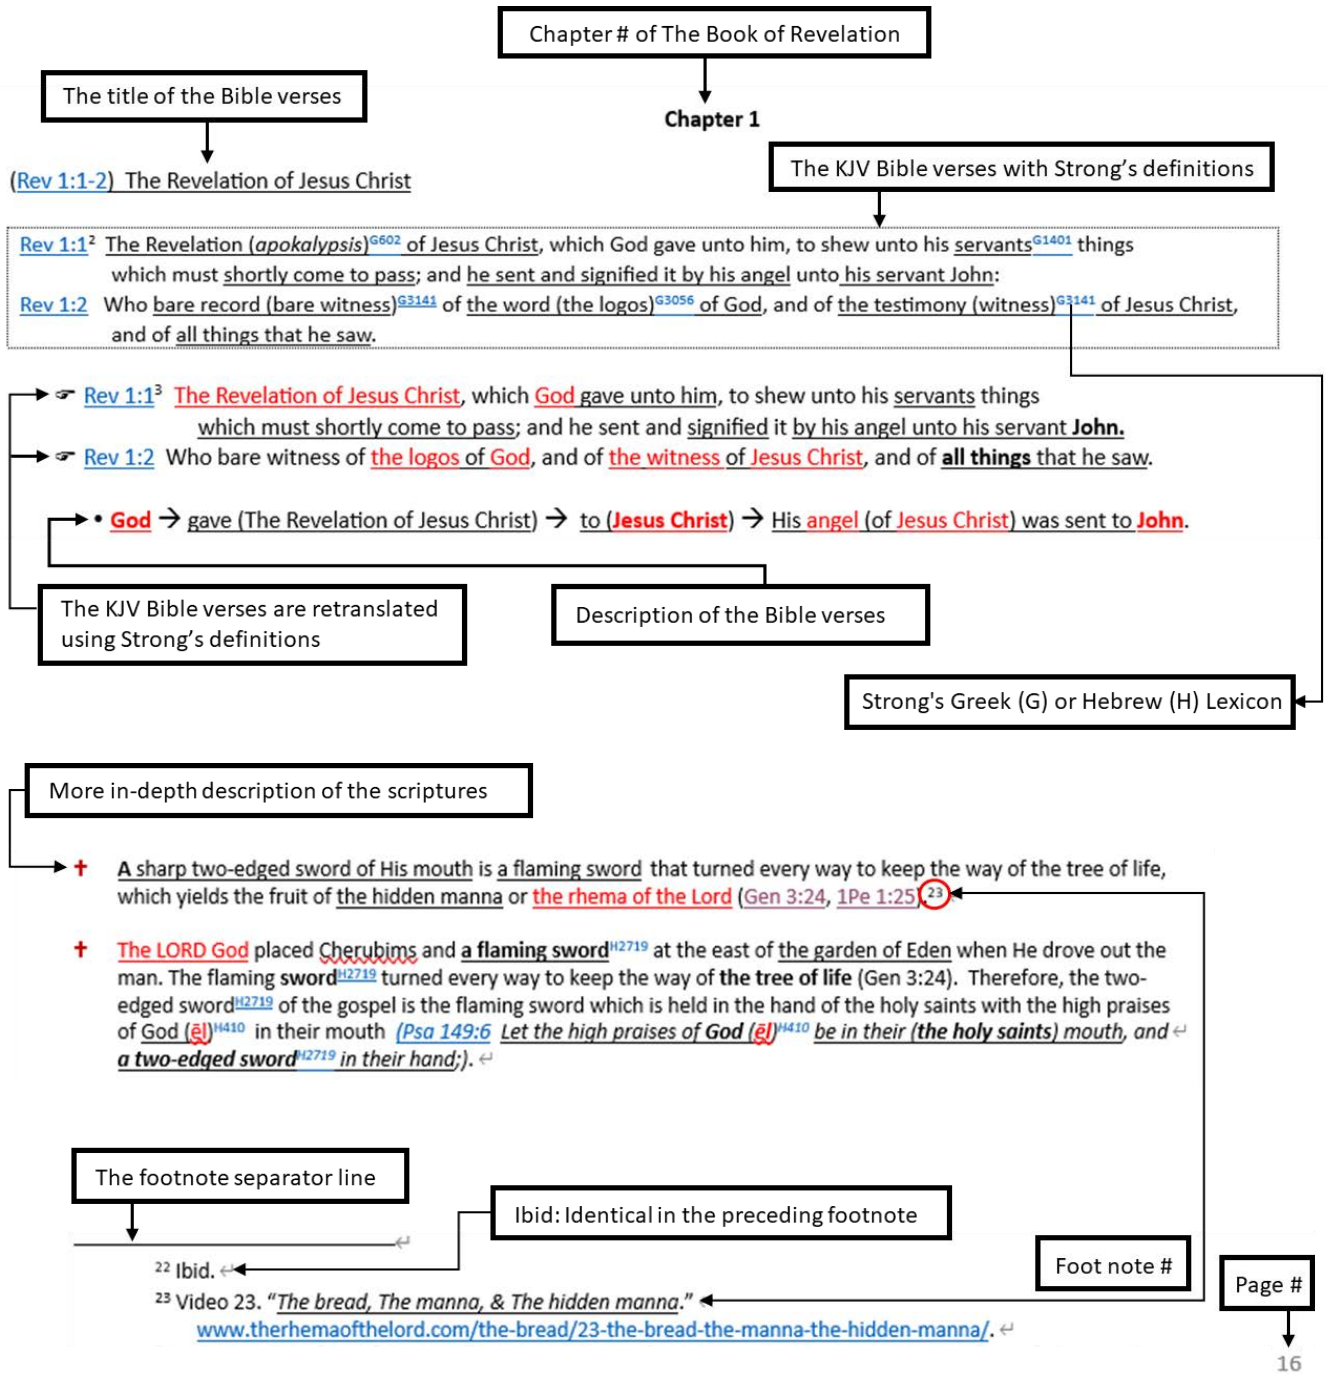 Chapter # of The Book of Revelation
The title of the Bible verses
Chapter 1
The KJV Bible verses with Strong's definitions
(Rev 1:1-2)  The Revelation of Jesus Christ
Rev 1:1²  The Revelation (apokalypsis)G602 of Jesus Christ, which God gave unto him, to shew unto his servantsG1401 things
which must shortly come to pass; and he sent and signified it by his angel unto his servant John:
Rev 1:2  Who bare record (bare witness)G3141 of the word (the logos)G3056 of God, and of the testimony (witness)G3141 of Jesus Christ,
and of all things that he saw.
☞ Rev 1:1³  The Revelation of Jesus Christ, which God gave unto him, to shew unto his servants things
which must shortly come to pass; and he sent and signified it by his angel unto his servant John.
☞ Rev 1:2  Who bare witness of the logos of God, and of the witness of Jesus Christ, and of all things that he saw.
• God → gave (The Revelation of Jesus Christ) → to (Jesus Christ) → His angel (of Jesus Christ) was sent to John.
The KJV Bible verses are retranslated
using Strong's definitions
Description of the Bible verses
Strong's Greek (G) or Hebrew (H) Lexicon
More in-depth description of the scriptures
✝ A sharp two-edged sword of His mouth is a flaming sword that turned every way to keep the way of the tree of life,
which yields the fruit of the hidden manna or the rhema of the Lord (Gen 3:24, 1Pe 1:25).²³
✝ The LORD God placed Cherubims and a flaming swordH2719 at the east of the garden of Eden when He drove out the
man. The flaming swordH2719 turned every way to keep the way of the tree of life (Gen 3:24).  Therefore, the two-
edged swordH2719 of the gospel is the flaming sword which is held in the hand of the holy saints with the high praises
of God (ēl)H410 in their mouth (Psa 149:6 Let the high praises of God (ēl)H410 be in their (the holy saints) mouth, and ↵
a two-edged swordH2719 in their hand;). ↵
The footnote separator line
Ibid: Identical in the preceding footnote
↵
Foot note #
Page #
²² Ibid. ↵
²³ Video 23. “The bread, The manna, & The hidden manna.”
www.therhemaofthelord.com/the-bread/23-the-bread-the-manna-the-hidden-manna/. ↵
16